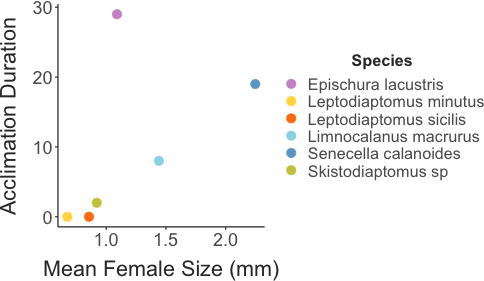 Acclimation Duration
30
20
10
0
1.0 1.5 2.0
Mean Female Size (mm)
Species
Epischura lacustris
Leptodiaptomus minutus
Leptodiaptomus sicilis
Limnocalanus macrurus
Senecella calanoides
Skistodiaptomus sp